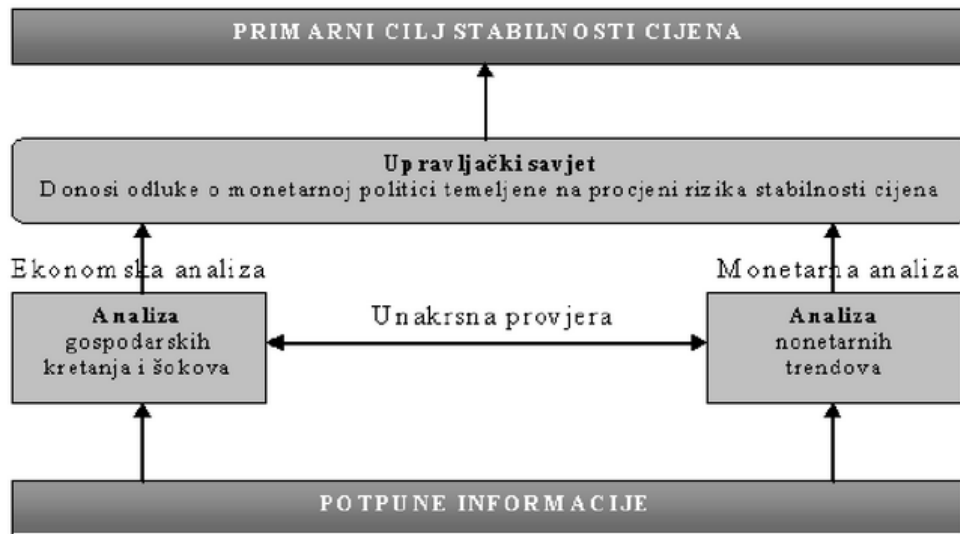 PRIMARNI CILJ STABILNOSTI CIJENA
Upravljački savjet
Donosi odluke o monetarnoj politici temeljene na procjeni rizika stabilnosti cijena
Ekonomska analiza
Monetarna analiza
Analiza
gospodarskih
kretanja i šokova
Unakrsna provjera
Analiza
nonetarnih
trendova
POTPUNE INFORMACIJE